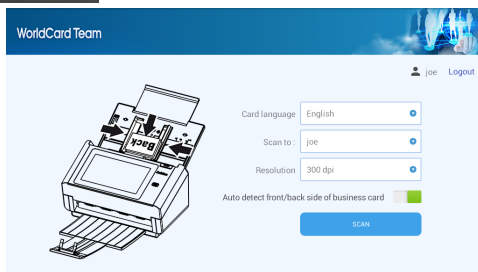 WorldCard Team
joe Logout
Card language English
Scan to : joe
Resolution 300 dpi
Auto detect front/back side of business card
SCAN
Back